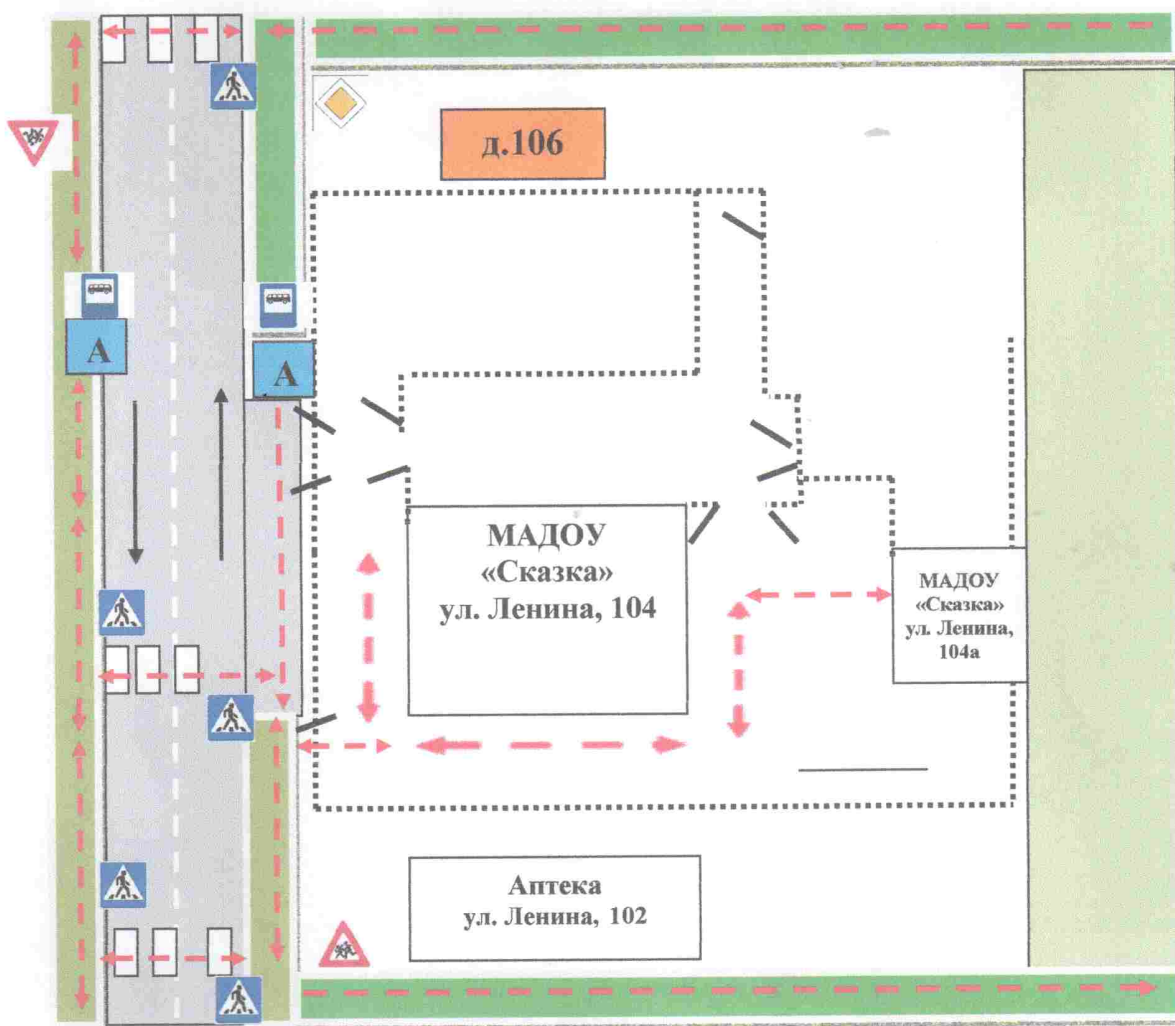 д.106
А
А
МАДОУ
«Сказка»
ул. Ленина, 104
МАДОУ
«Сказка»
ул. Ленина,
104а
Аптека
ул. Ленина, 102